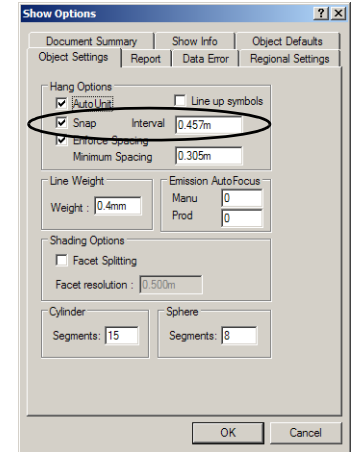 Show Options ? X
Document Summary Show Info Object Defaults
Object Settings Report Data Error Regional Settings
Hang Options
Auto Unit Line up symbols
Snap Interval 0.457m
Enforce Spacing
Minimum Spacing 0.305m
Line Weight Emission AutoFocus
Weight : 0.4mm Manu 0
Prod 0
Shading Options
Facet Splitting
Facet resolution : 0.500m
Cylinder Sphere
Segments: 15 Segments: 8
OK Cancel